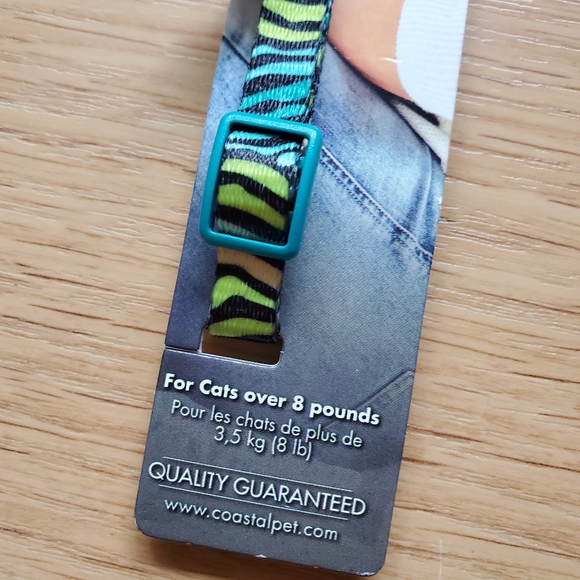 For Cats over 8 pounds
Pour les chats de plus de
3,5 kg (8 lb)
QUALITY GUARANTEED
www.coastalpet.com